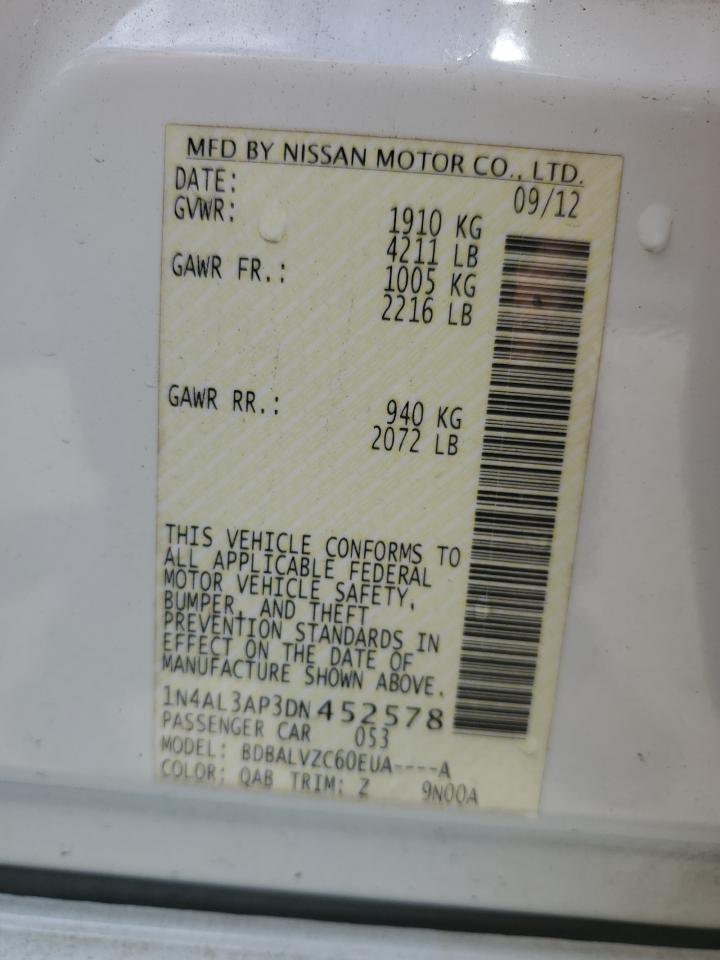 MFD BY NISSAN MOTOR CO., LTD.
DATE: 09/12
GVWR: 1910 KG
4211 LB
GAWR FR.: 1005 KG
2216 LB
GAWR RR.: 940 KG
2072 LB
THIS VEHICLE CONFORMS TO
ALL APPLICABLE FEDERAL
MOTOR VEHICLE SAFETY,
BUMPER, AND THEFT
PREVENTION STANDARDS IN
EFFECT ON THE DATE OF
MANUFACTURE SHOWN ABOVE.
1N4AL3AP3DN452578
PASSENGER CAR 053
MODEL: BDBALVZC60EUA----A
COLOR: QAB TRIM: Z 9N00A